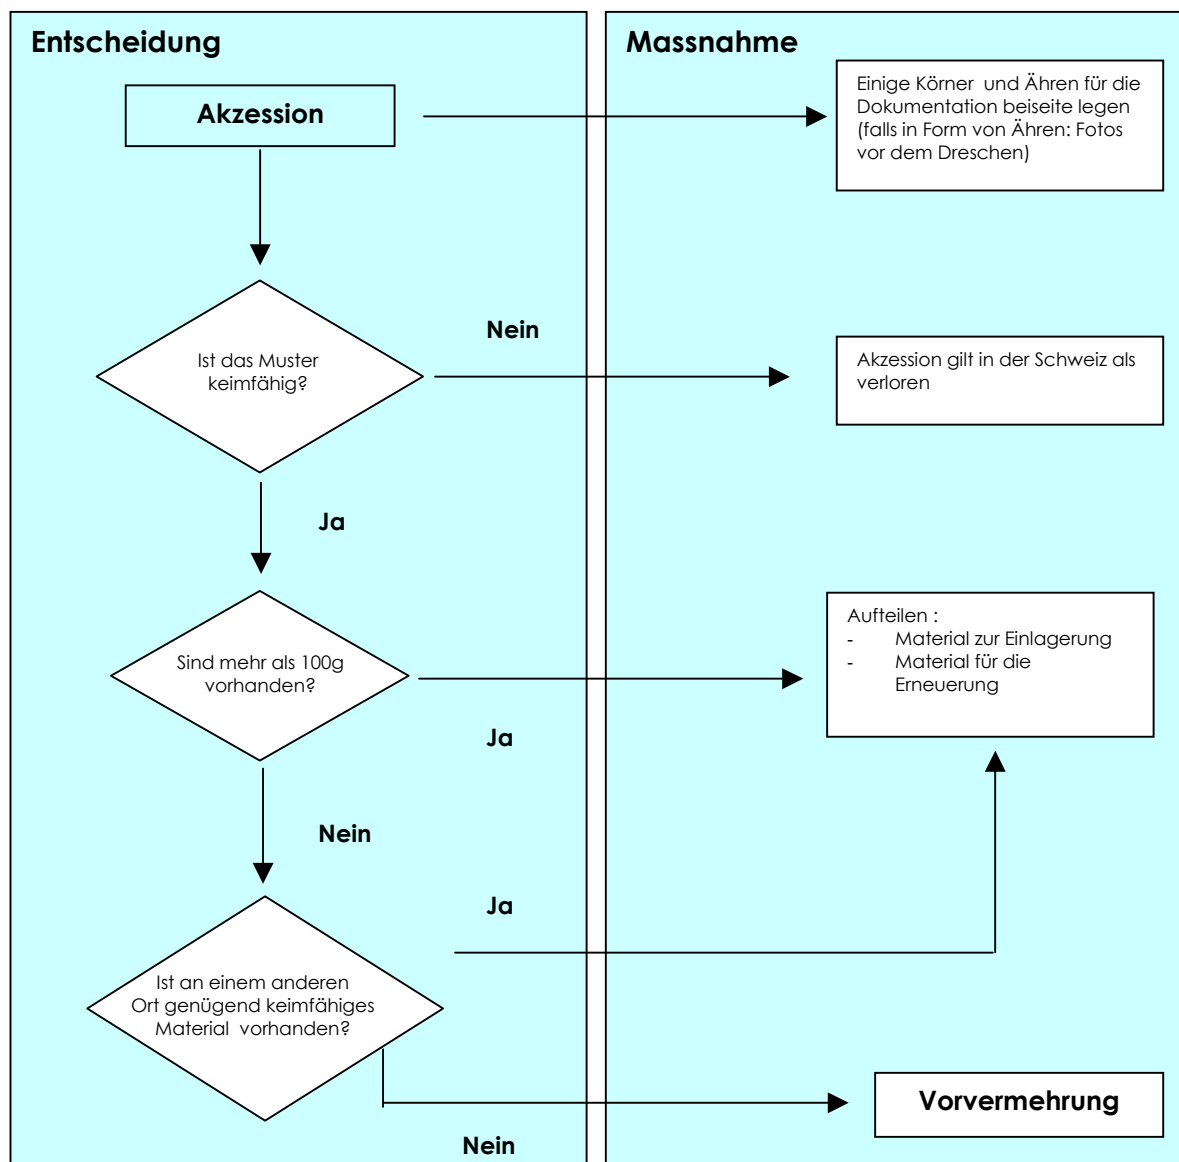 Entscheidung
Massnahme
Akzession
Einige Körner und Ähren für die
Dokumentation beiseite legen
(falls in Form von Ähren: Fotos
vor dem Dreschen)
Ist das Muster
keimfähig?
Nein
Akzession gilt in der Schweiz als
verloren
Ja
Sind mehr als 100g
vorhanden?
Ja
Aufteilen :
- Material zur Einlagerung
- Material für die
Erneuerung
Nein
Ist an einem anderen
Ort genügend keimfähiges
Material vorhanden?
Ja
Nein
Vorvermehrung